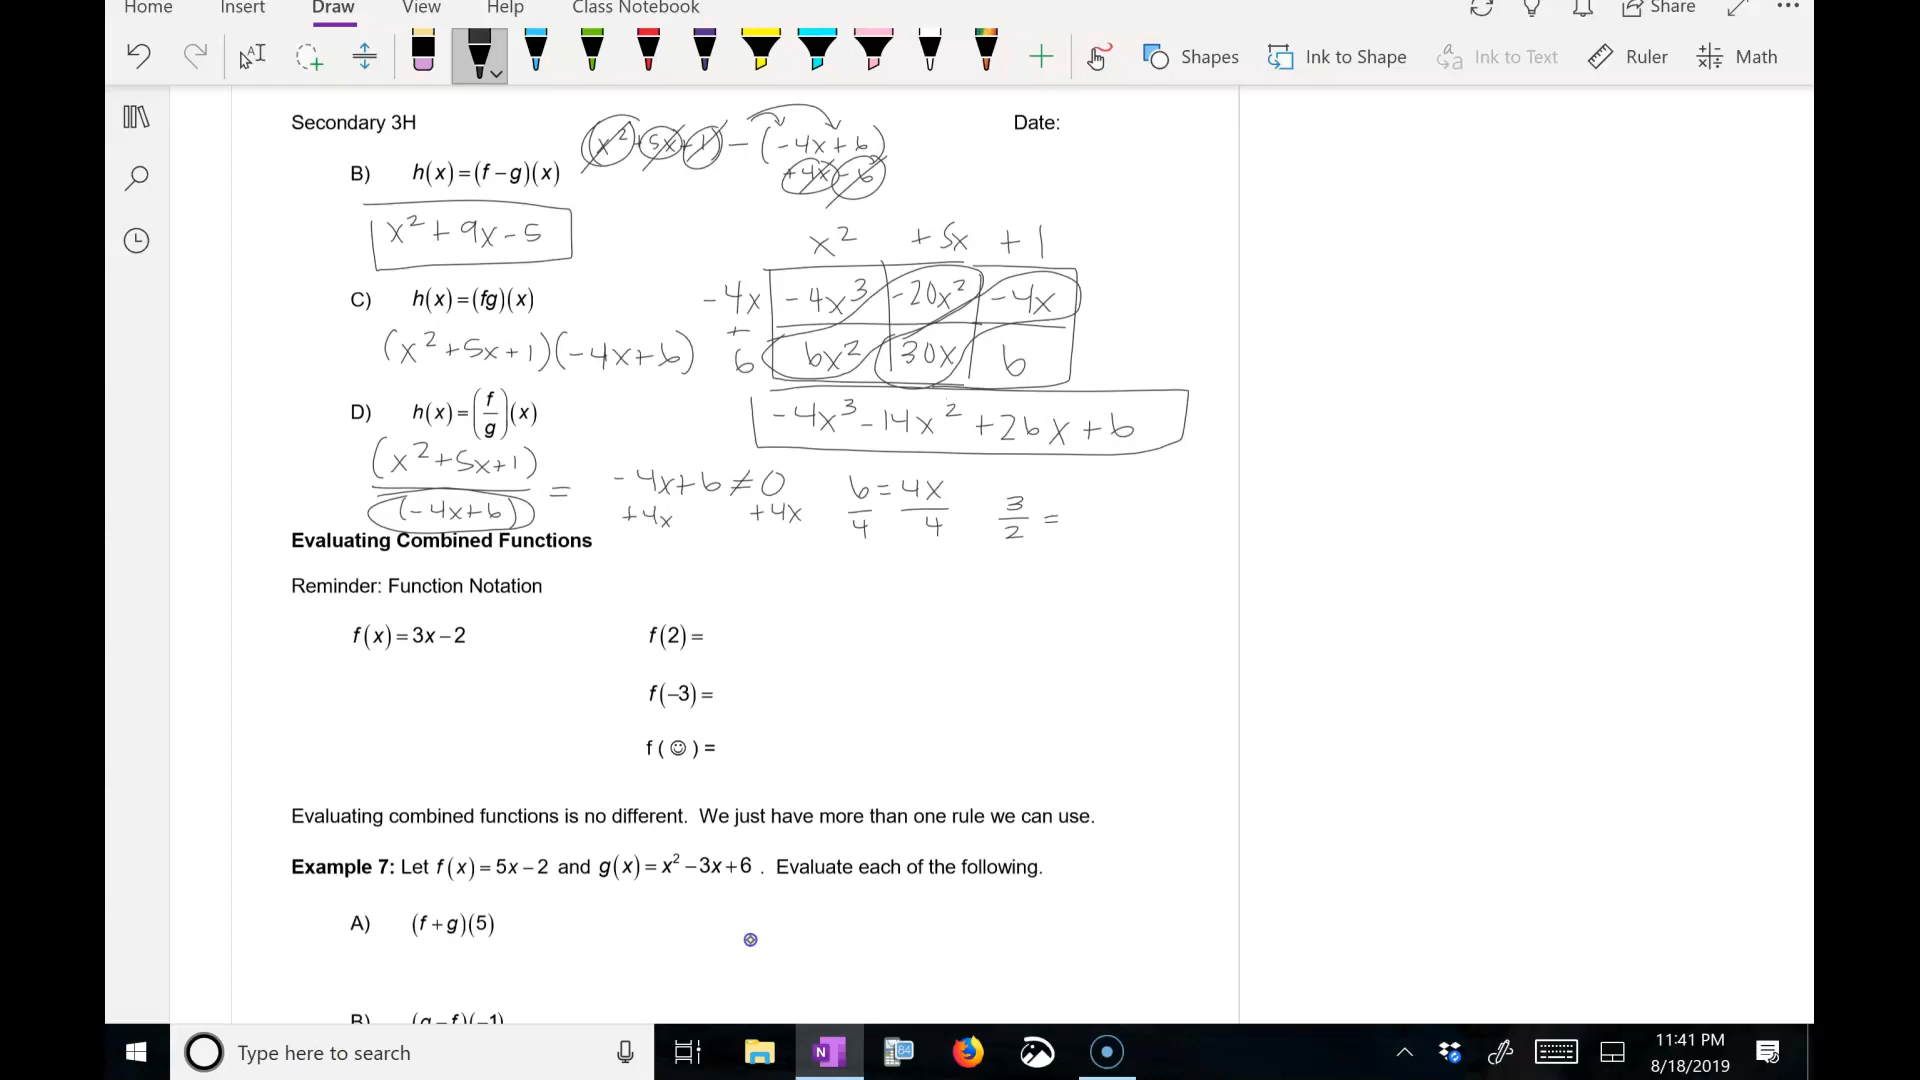 Home Insert Draw View Help Class Notebook Share
Shapes Ink to Shape Ink to Text Ruler Math
Secondary 3H Date:
(x² + 5x + 1) – (–4x + 6)
+4x – 6
B) h(x) = (f – g)(x)
x² + 9x – 5
x² + 5x + 1
C) h(x) = (fg)(x)
–4x –4x³ –20x² –4x
+
6 6x² 30x 6
(x² + 5x + 1)(–4x + 6)
D) h(x) = (f/g)(x)
–4x³ – 14x² + 26x + 6
(x² + 5x + 1)
(–4x + 6)
=
–4x + 6 ≠ 0
+4x +4x
6 = 4x
4 4
3/2 =
Evaluating Combined Functions
Reminder: Function Notation
f(x) = 3x – 2 f(2) =
f(–3) =
f ( ☺ ) =
Evaluating combined functions is no different. We just have more than one rule we can use.
Example 7: Let f(x) = 5x – 2 and g(x) = x² – 3x + 6 . Evaluate each of the following.
A) (f + g)(5)
B) (g – f)(–1)
Type here to search
84
N
11:41 PM
8/18/2019